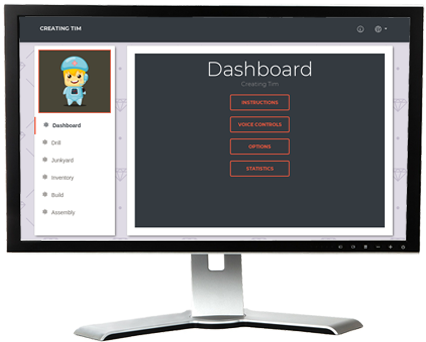 CREATING TIM
Dashboard
Drill
Junkyard
Inventory
Build
Assembly
Dashboard
Creating Tim
INSTRUCTIONS
VOICE CONTROLS
OPTIONS
STATISTICS